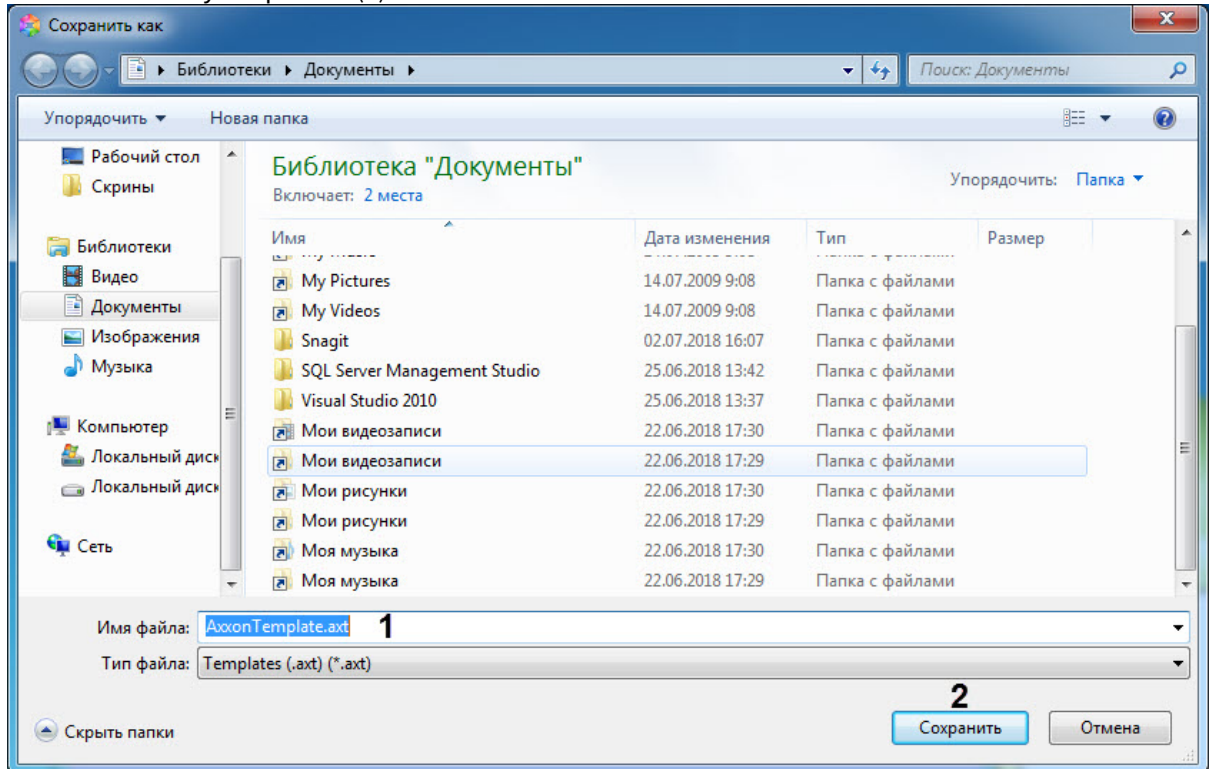 Сохранить как
Библиотеки ▸ Документы ▸ Поиск: Документы
Упорядочить ▼ Новая папка
Рабочий стол
Скрины
Библиотеки
Видео
Документы
Изображения
Музыка
Компьютер
Локальный диск
Локальный диск
Сеть
Библиотека "Документы"
Включает: 2 места
Упорядочить: Папка ▼
Имя Дата изменения Тип Размер
My Pictures 14.07.2009 9:08 Папка с файлами
My Videos 14.07.2009 9:08 Папка с файлами
Snagit 02.07.2018 16:07 Папка с файлами
SQL Server Management Studio 25.06.2018 13:42 Папка с файлами
Visual Studio 2010 25.06.2018 13:37 Папка с файлами
Мои видеозаписи 22.06.2018 17:30 Папка с файлами
Мои видеозаписи 22.06.2018 17:29 Папка с файлами
Мои рисунки 22.06.2018 17:30 Папка с файлами
Мои рисунки 22.06.2018 17:29 Папка с файлами
Моя музыка 22.06.2018 17:30 Папка с файлами
Моя музыка 22.06.2018 17:29 Папка с файлами
Имя файла: AxxonTemplate.axt 1
Тип файла: Templates (.axt) (*.axt)
2
Скрыть папки Сохранить Отмена